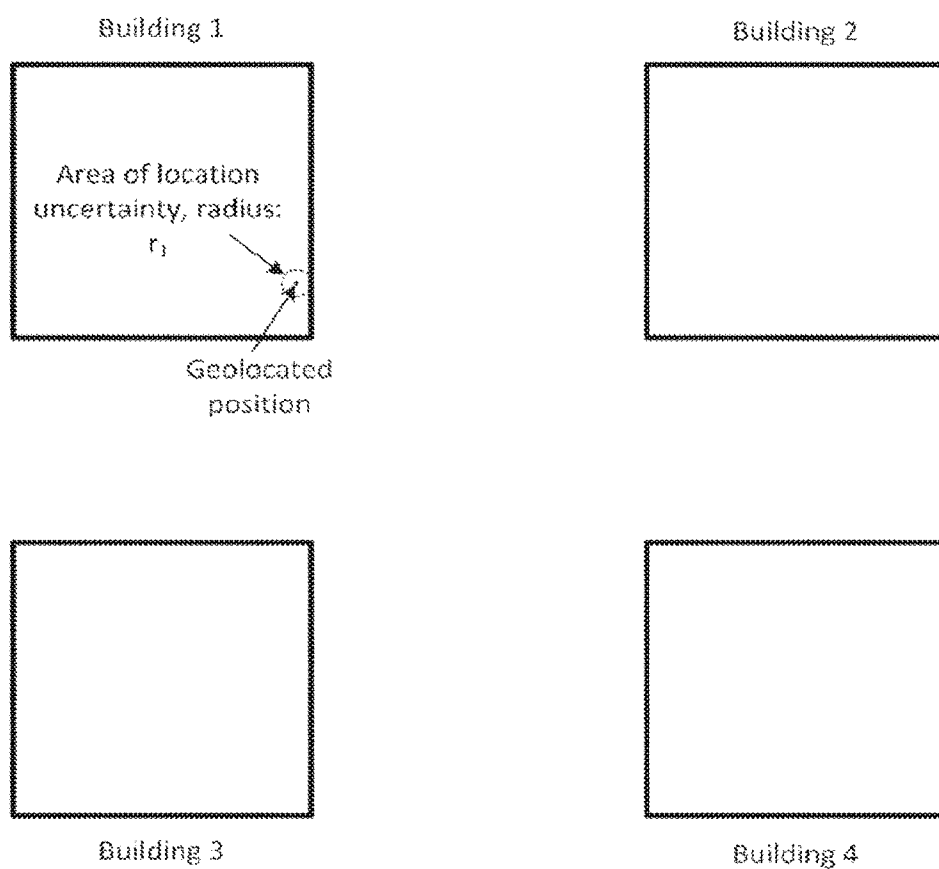 Building 1
Building 2
Area of location
uncertainty, radius:
r₁
Geolocated
position
Building 3
Building 4